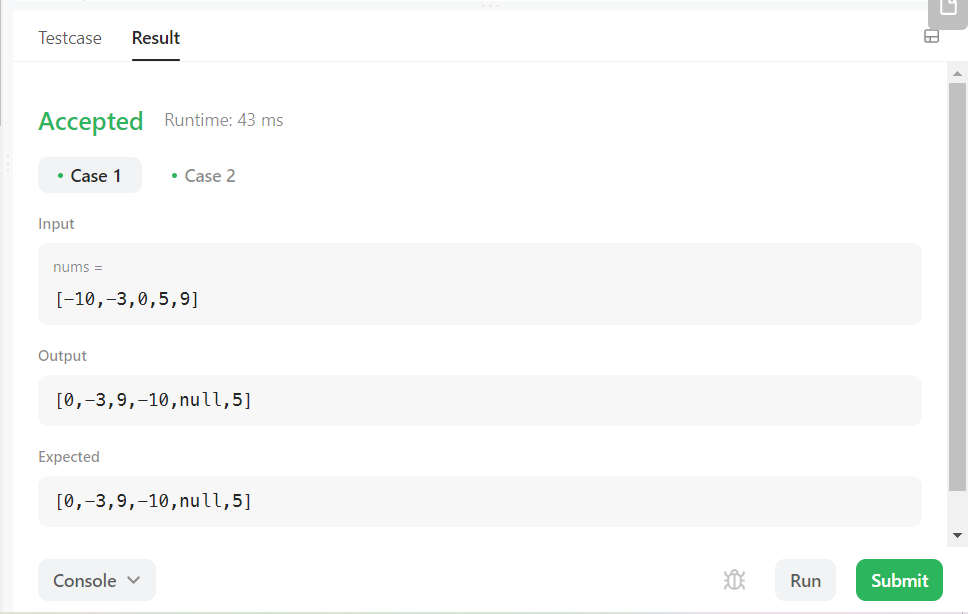 Testcase Result
Accepted Runtime: 43 ms
• Case 1 • Case 2
Input
nums =
[-10,-3,0,5,9]
Output
[0,-3,9,-10,null,5]
Expected
[0,-3,9,-10,null,5]
Console Run Submit